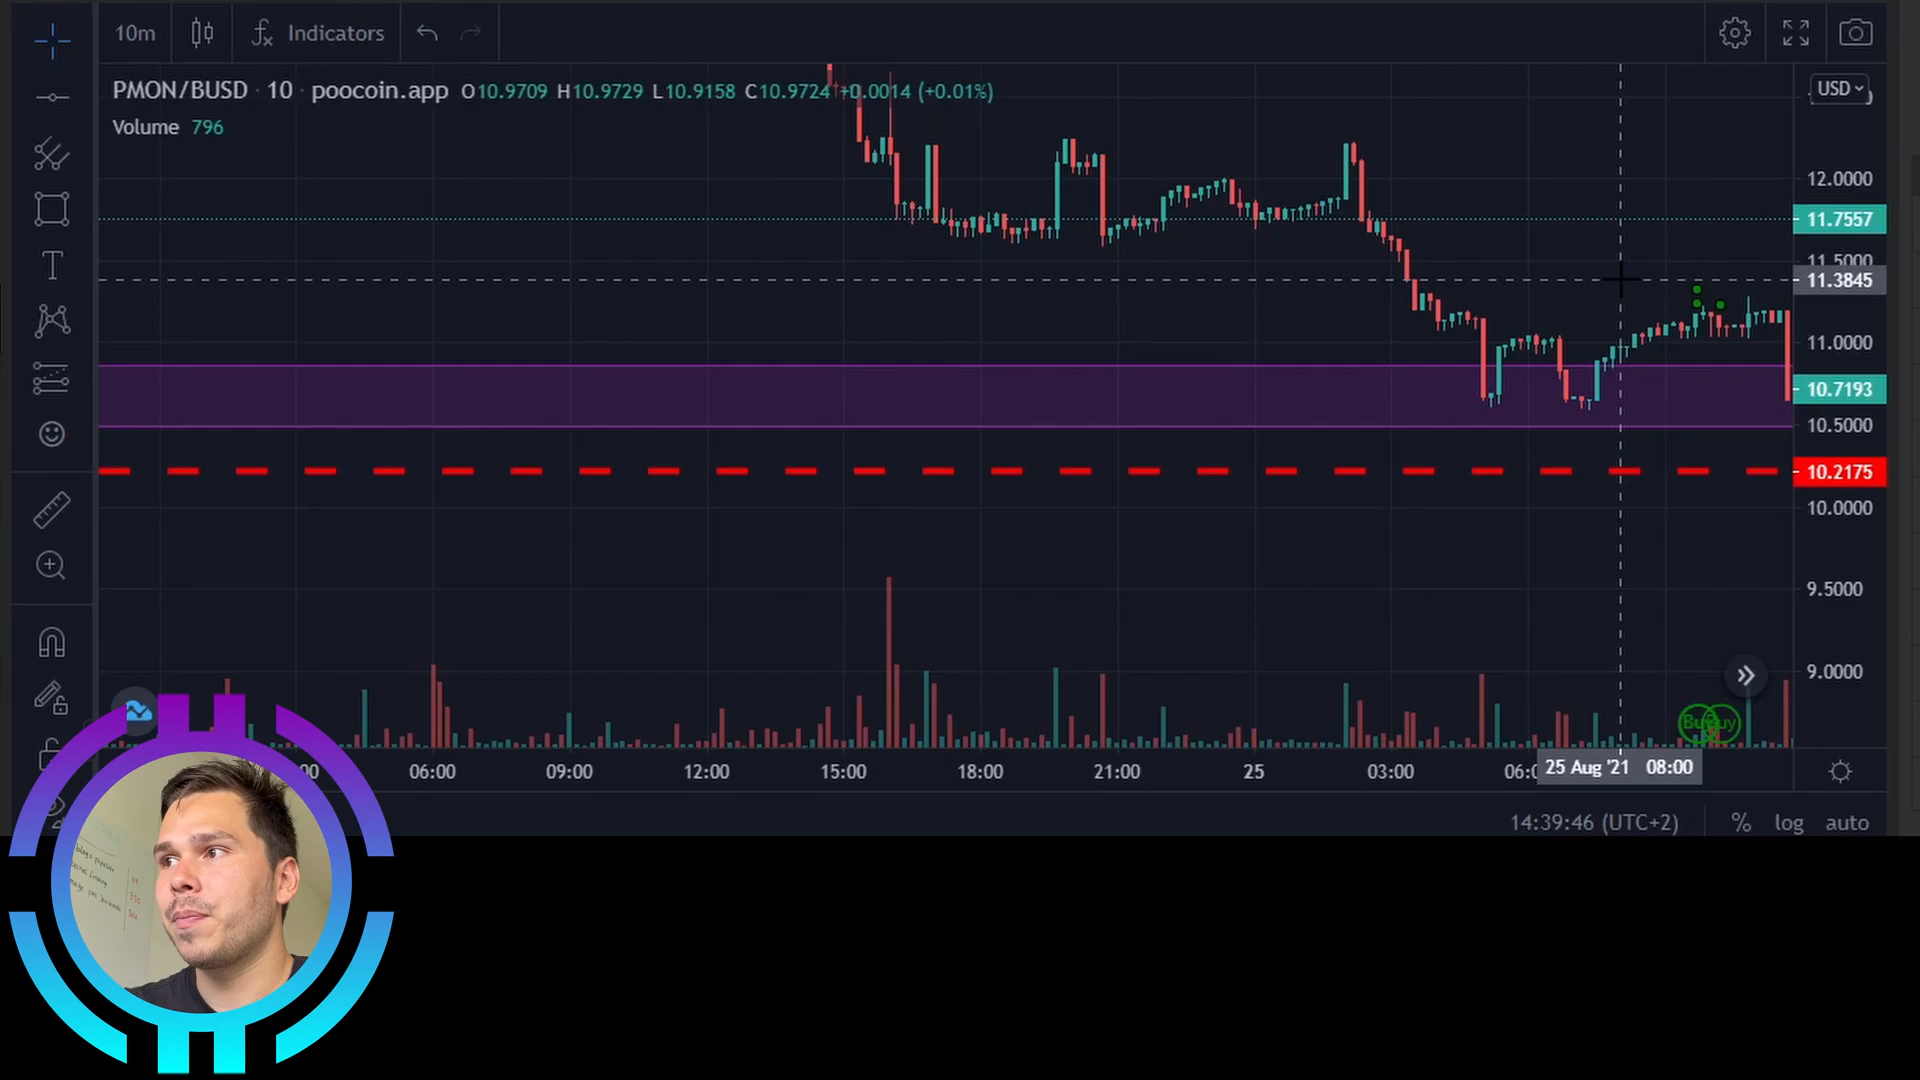 10m Indicators
PMON/BUSD · 10 · poocoin.app O10.9709 H10.9729 L10.9158 C10.9724 +0.0014 (+0.01%)
USD
Volume 796
12.0000
11.7557
11.5000
11.3845
11.0000
10.7193
10.5000
10.2175
10.0000
9.5000
9.0000
Buy
06:00 09:00 12:00 15:00 18:00 21:00 25 03:00 25 Aug '21 08:00
14:39:46 (UTC+2) % log auto